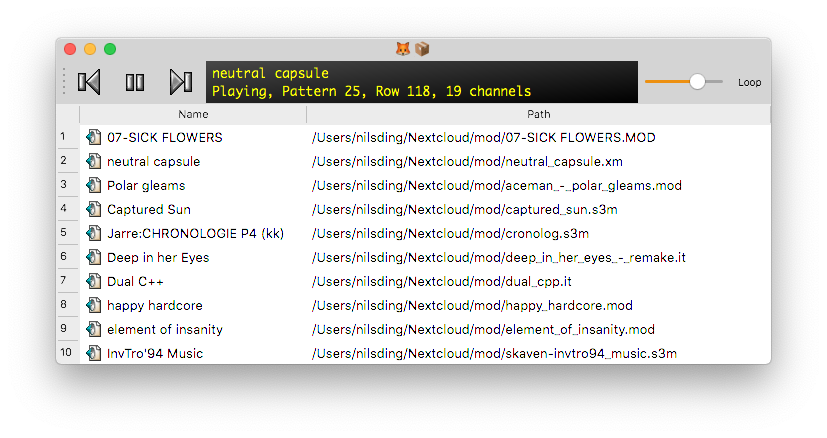 🦊 📦
neutral capsule
Playing, Pattern 25, Row 118, 19 channels
Loop
Name Path
1 07-SICK FLOWERS /Users/nilsding/Nextcloud/mod/07-SICK FLOWERS.MOD
2 neutral capsule /Users/nilsding/Nextcloud/mod/neutral_capsule.xm
3 Polar gleams /Users/nilsding/Nextcloud/mod/aceman_-_polar_gleams.mod
4 Captured Sun /Users/nilsding/Nextcloud/mod/captured_sun.s3m
5 Jarre:CHRONOLOGIE P4 (kk) /Users/nilsding/Nextcloud/mod/cronolog.s3m
6 Deep in her Eyes /Users/nilsding/Nextcloud/mod/deep_in_her_eyes_-_remake.it
7 Dual C++ /Users/nilsding/Nextcloud/mod/dual_cpp.it
8 happy hardcore /Users/nilsding/Nextcloud/mod/happy_hardcore.mod
9 element of insanity /Users/nilsding/Nextcloud/mod/element_of_insanity.mod
10 InvTro'94 Music /Users/nilsding/Nextcloud/mod/skaven-invtro94_music.s3m